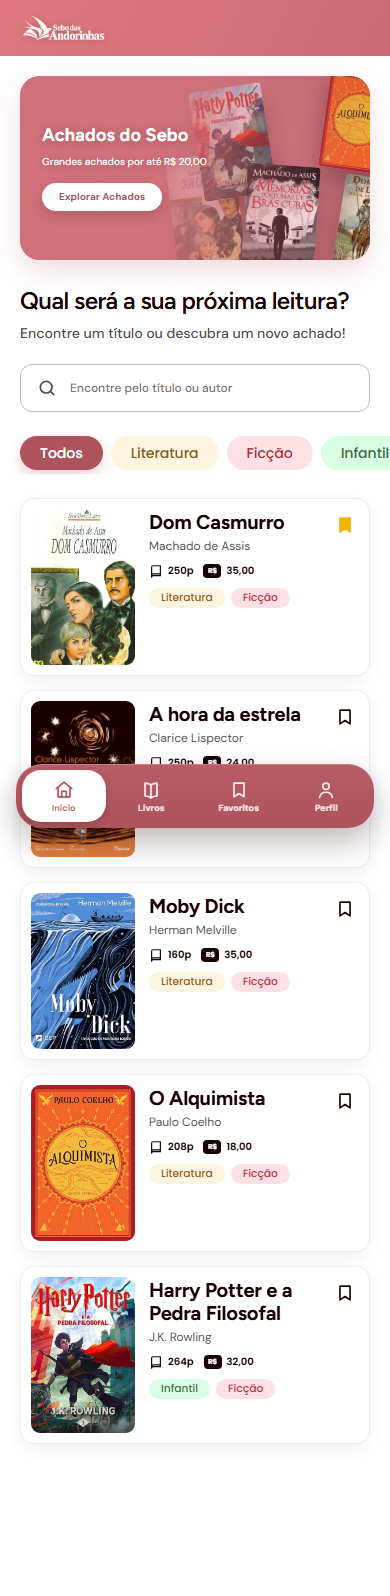 Sebo das
Andorinhas
Achados do Sebo
Grandes achados por até R$ 20,00
Explorar Achados
Harry Potter
PEDRA FILOSOFAL
MACHADO DE ASSIS
MEMÓRIAS
PÓSTUMAS DE
BRÁS CUBAS
Qual será a sua próxima leitura?
Encontre um título ou descubra um novo achado!
Encontre pelo título ou autor
Todos
Literatura
Ficção
Infantil
Machado de Assis
DOM CASMURRO
Dom Casmurro
Machado de Assis
250p
R$
35,00
Literatura
Ficção
Clarice Lispector
A hora da estrela
Clarice Lispector
250p
R$
24,00
Início
Livros
Favoritos
Perfil
Herman Melville
Moby
Dick
Moby Dick
Herman Melville
160p
R$
35,00
Literatura
Ficção
PAULO COELHO
O
ALQUIMISTA
O Alquimista
Paulo Coelho
208p
R$
18,00
Literatura
Ficção
Harry Potter
E A
PEDRA FILOSOFAL
J.K. ROWLING
Harry Potter e a
Pedra Filosofal
J.K. Rowling
264p
R$
32,00
Infantil
Ficção